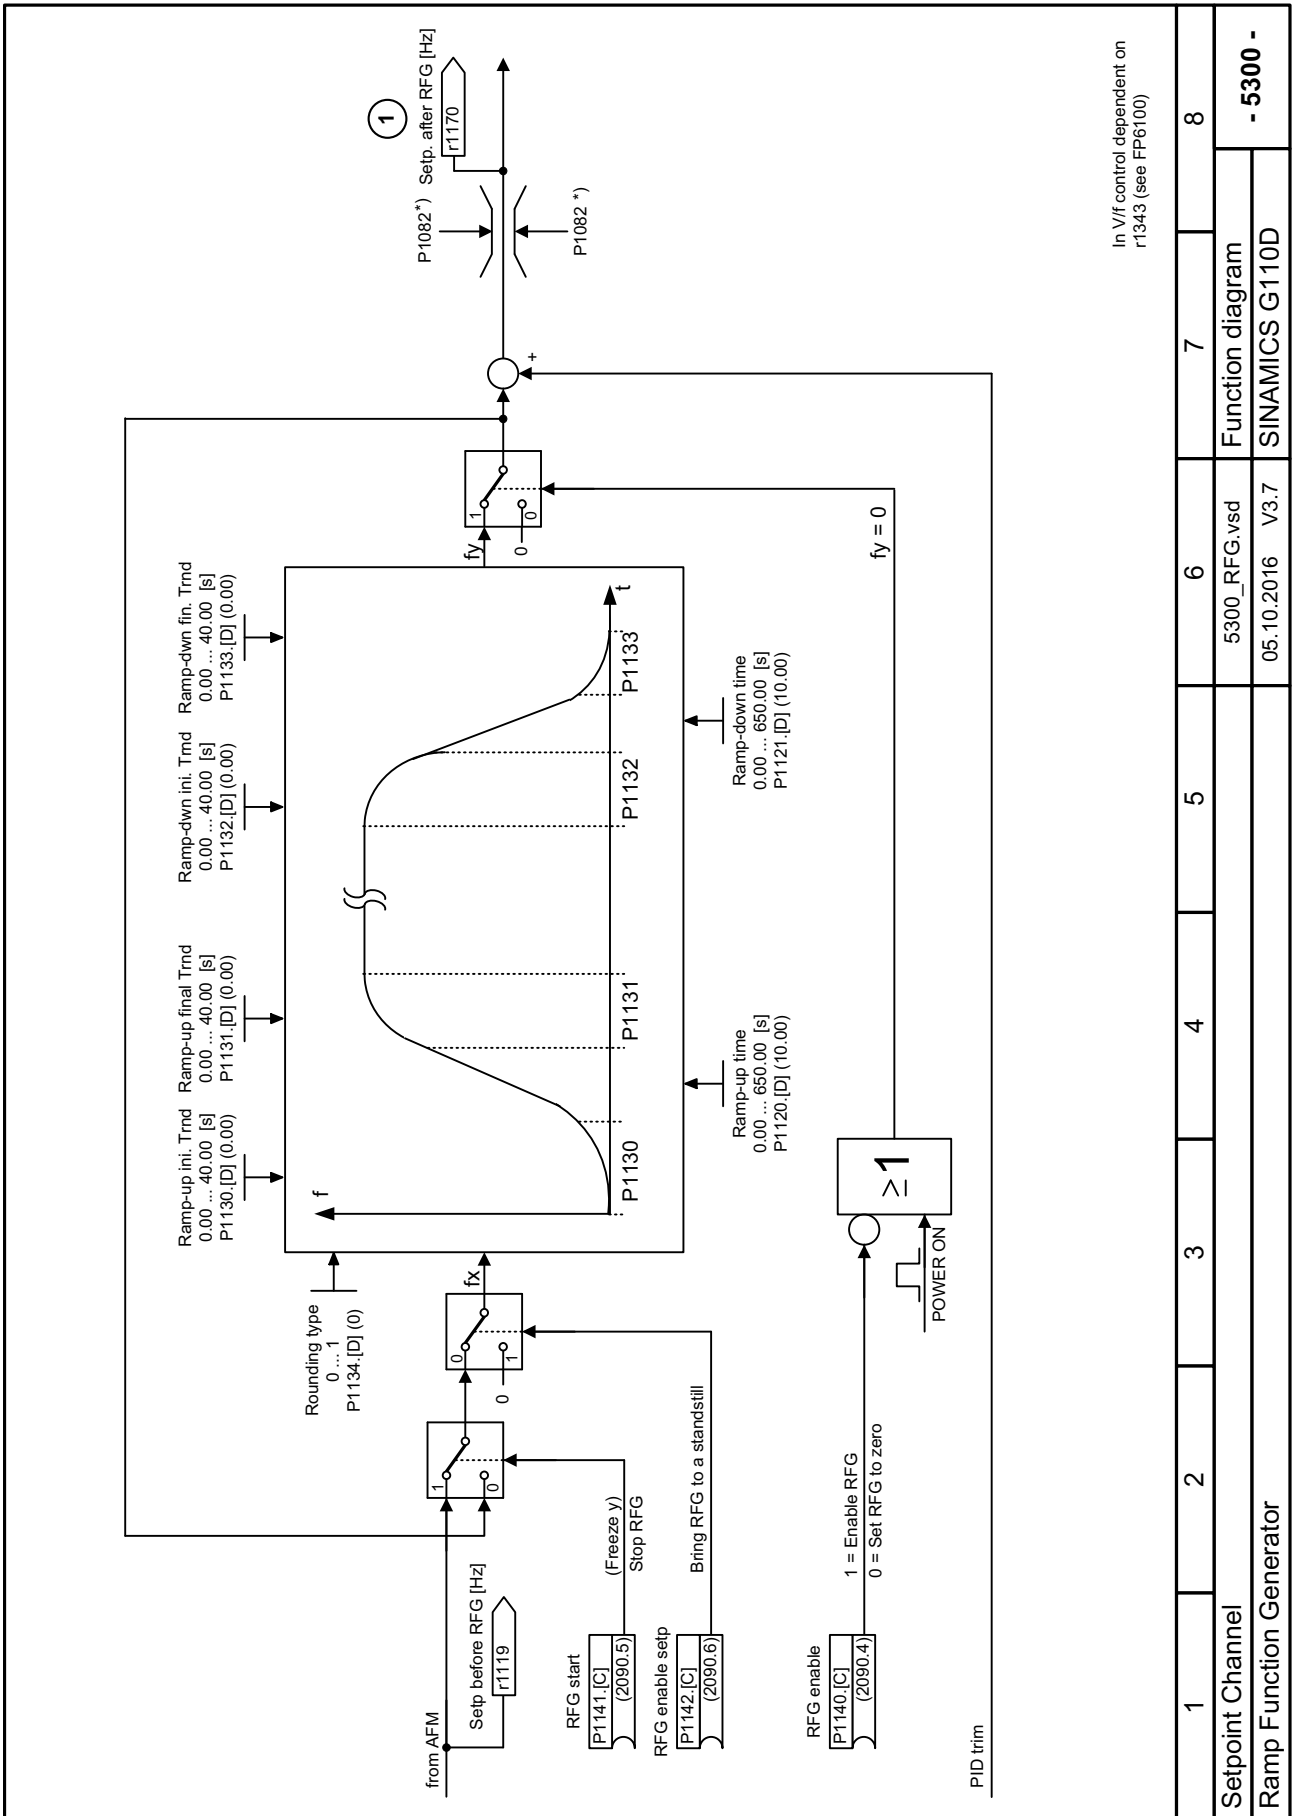 Ramp-up ini. Trnd
0.00 ... 40.00 [s]
P1130.[D] (0.00)
Ramp-up final Trnd
0.00 ... 40.00 [s]
P1131.[D] (0.00)
Ramp-dwn ini. Trnd
0.00 ... 40.00 [s]
P1132.[D] (0.00)
Ramp-dwn fin. Trnd
0.00 ... 40.00 [s]
P1133.[D] (0.00)
Rounding type
0 ... 1
P1134.[D] (0)
f
t
P1130
P1131
P1132
P1133
from AFM
Setp before RFG [Hz]
r1119
1
0
0
1
0
fx
fy
1
0
0
+
P1082*)
P1082 *)
1
Setp. after RFG [Hz]
r1170
RFG start
P1141.[C]
(2090.5)
(Freeze y)
Stop RFG
RFG enable setp
P1142.[C]
(2090.6)
Bring RFG to a standstill
Ramp-up time
0.00 ... 650.00 [s]
P1120.[D] (10.00)
Ramp-down time
0.00 ... 650.00 [s]
P1121.[D] (10.00)
RFG enable
P1140.[C]
(2090.4)
1 = Enable RFG
0 = Set RFG to zero
≥1
POWER ON
fy = 0
PID trim
In V/f control dependent on
r1343 (see FP6100)
1 2 3 4 5 6 7 8
Setpoint Channel
5300_RFG.vsd
Function diagram
- 5300 -
Ramp Function Generator
05.10.2016 V3.7
SINAMICS G110D